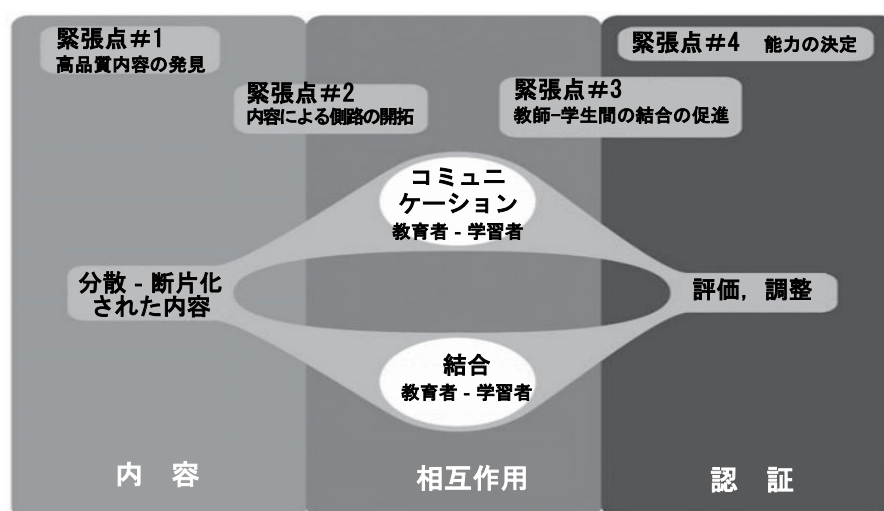 緊張点＃1
高品質内容の発見
緊張点＃2
内容による側路の開拓
緊張点＃3
教師−学生間の結合の促進
緊張点＃4　能力の決定
コミュニ
ケーション
教育者 - 学習者
分散 - 断片化
された内容
評価，調整
結合
教育者 - 学習者
内　容
相互作用
認　証